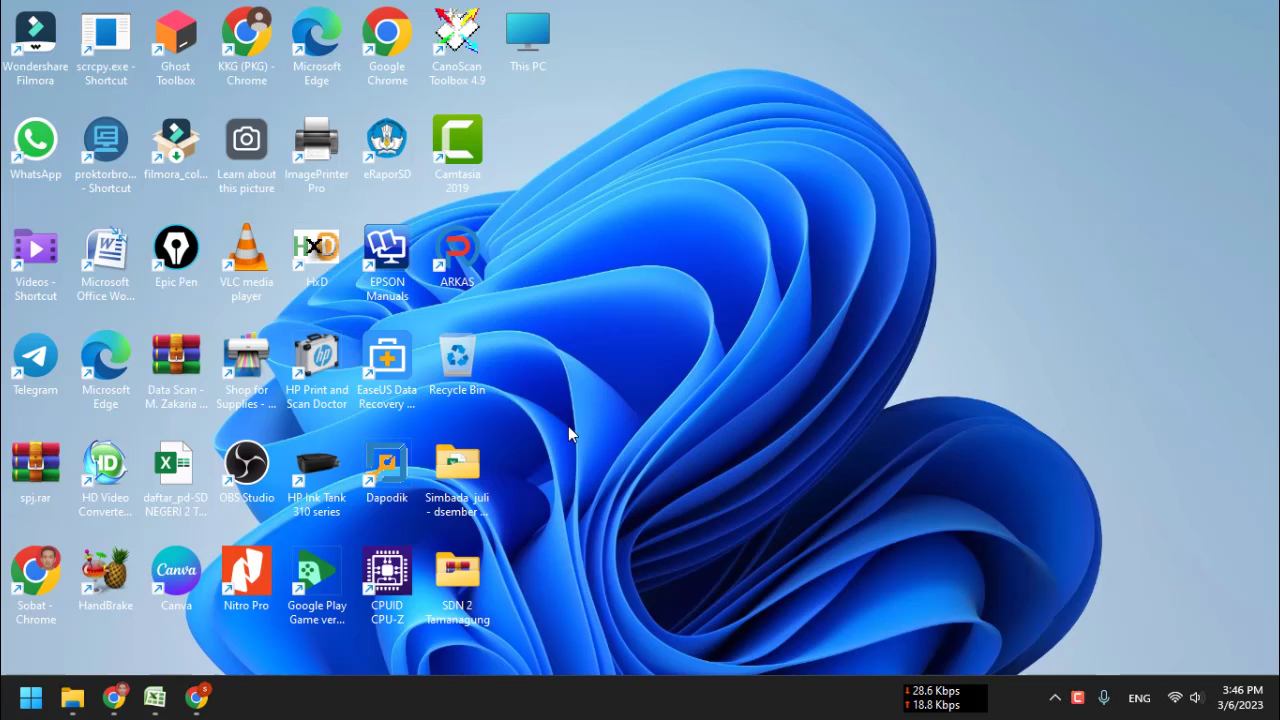 Wondershare
Filmora
scrcpy.exe -
Shortcut
Ghost
Toolbox
KKG (PKG) -
Chrome
Microsoft
Edge
Google
Chrome
CanoScan
Toolbox 4.9
This PC
WhatsApp
proktorbro...
- Shortcut
filmora_col...
Learn about
this picture
ImagePrinter
Pro
eRaporSD
Camtasia
2019
Videos -
Shortcut
Microsoft
Office Wo...
Epic Pen
VLC media
player
HxD
EPSON
Manuals
ARKAS
Telegram
Microsoft
Edge
Data Scan -
M. Zakaria ...
Shop for
Supplies - ...
HP Print and
Scan Doctor
EaseUS Data
Recovery ...
Recycle Bin
spj.rar
HD Video
Converte...
daftar_pd-SD
NEGERI 2 T...
OBS Studio
HP Ink Tank
310 series
Dapodik
Simbada juli
- dsember ...
Sobat -
Chrome
HandBrake
Canva
Nitro Pro
Google Play
Game ver...
CPUID
CPU-Z
SDN 2
Tamanagung
28.6 Kbps
18.8 Kbps
ENG
3:46 PM
3/6/2023